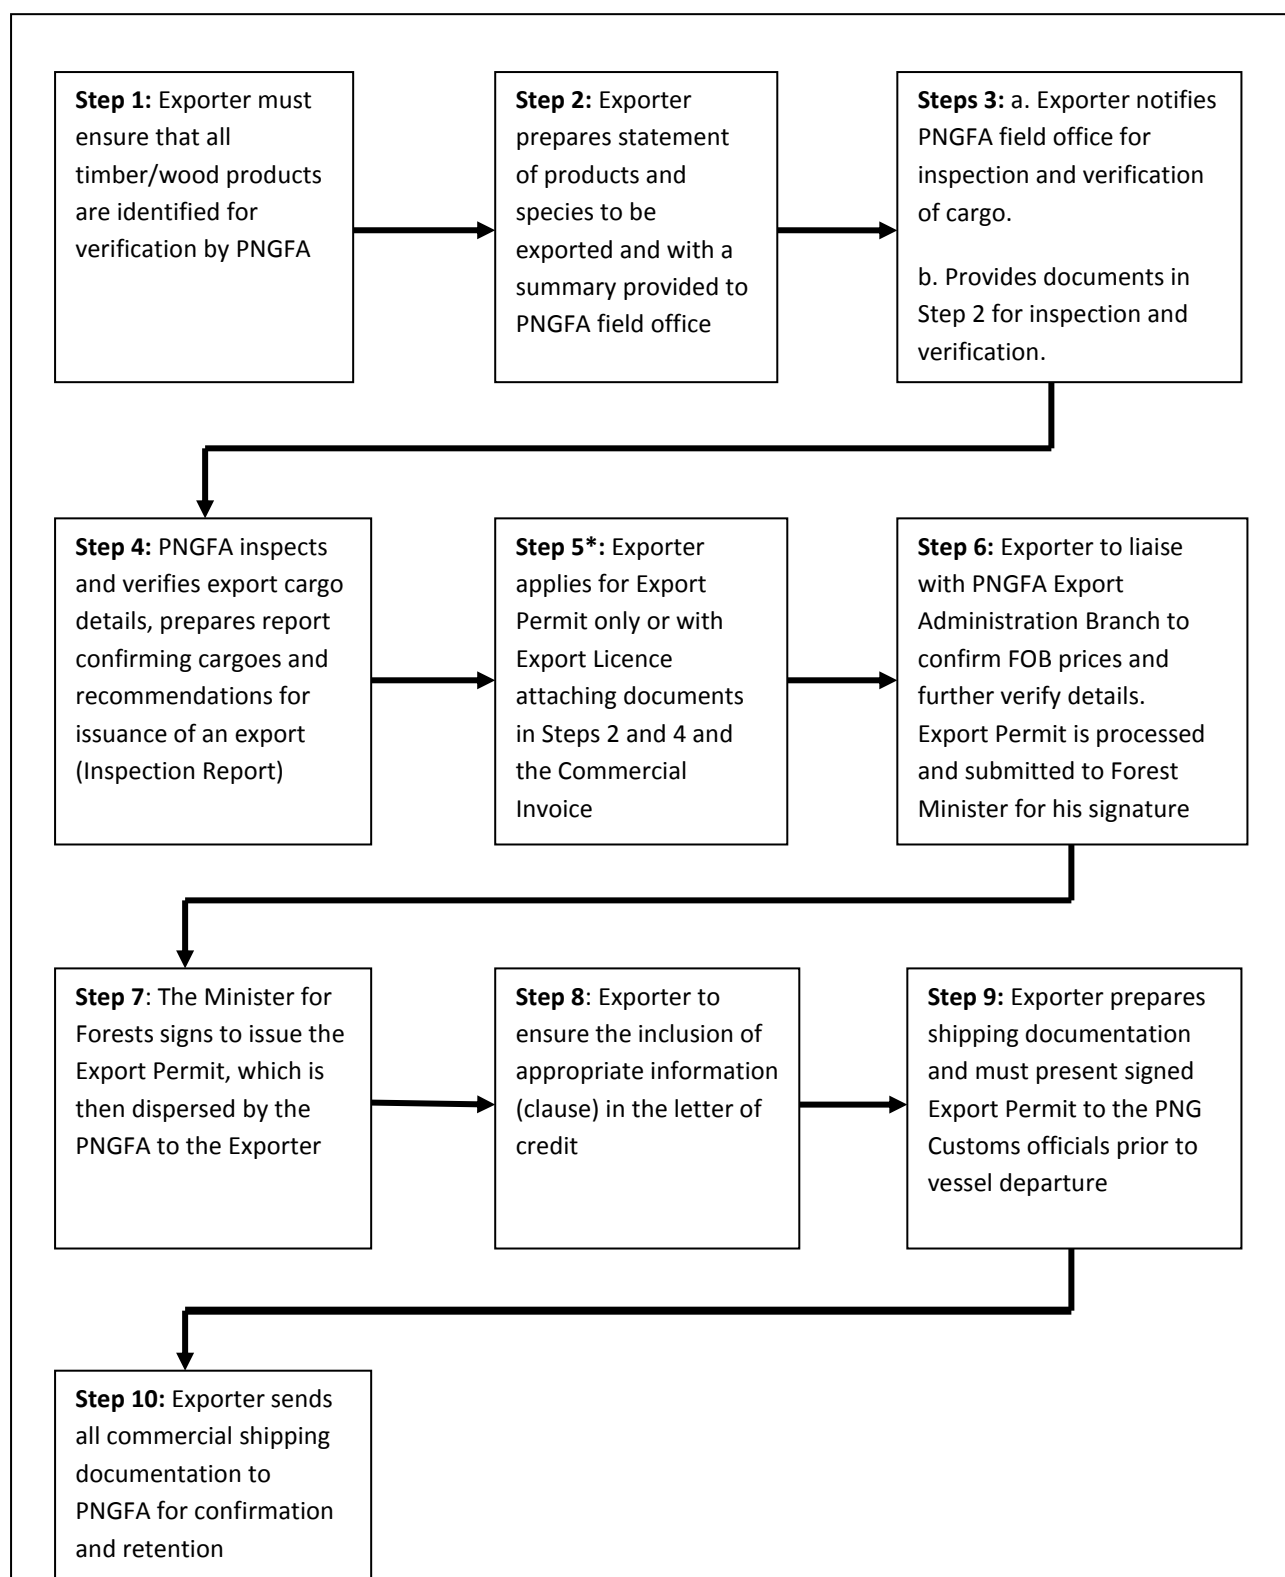 Step 1: Exporter must
ensure that all
timber/wood products
are identified for
verification by PNGFA
Step 2: Exporter
prepares statement
of products and
species to be
exported and with a
summary provided to
PNGFA field office
Steps 3: a. Exporter notifies
PNGFA field office for
inspection and verification
of cargo.
b. Provides documents in
Step 2 for inspection and
verification.
Step 4: PNGFA inspects
and verifies export cargo
details, prepares report
confirming cargoes and
recommendations for
issuance of an export
(Inspection Report)
Step 5*: Exporter
applies for Export
Permit only or with
Export Licence
attaching documents
in Steps 2 and 4 and
the Commercial
Invoice
Step 6: Exporter to liaise
with PNGFA Export
Administration Branch to
confirm FOB prices and
further verify details.
Export Permit is processed
and submitted to Forest
Minister for his signature
Step 7: The Minister for
Forests signs to issue the
Export Permit, which is
then dispersed by the
PNGFA to the Exporter
Step 8: Exporter to
ensure the inclusion of
appropriate information
(clause) in the letter of
credit
Step 9: Exporter prepares
shipping documentation
and must present signed
Export Permit to the PNG
Customs officials prior to
vessel departure
Step 10: Exporter sends
all commercial shipping
documentation to
PNGFA for confirmation
and retention